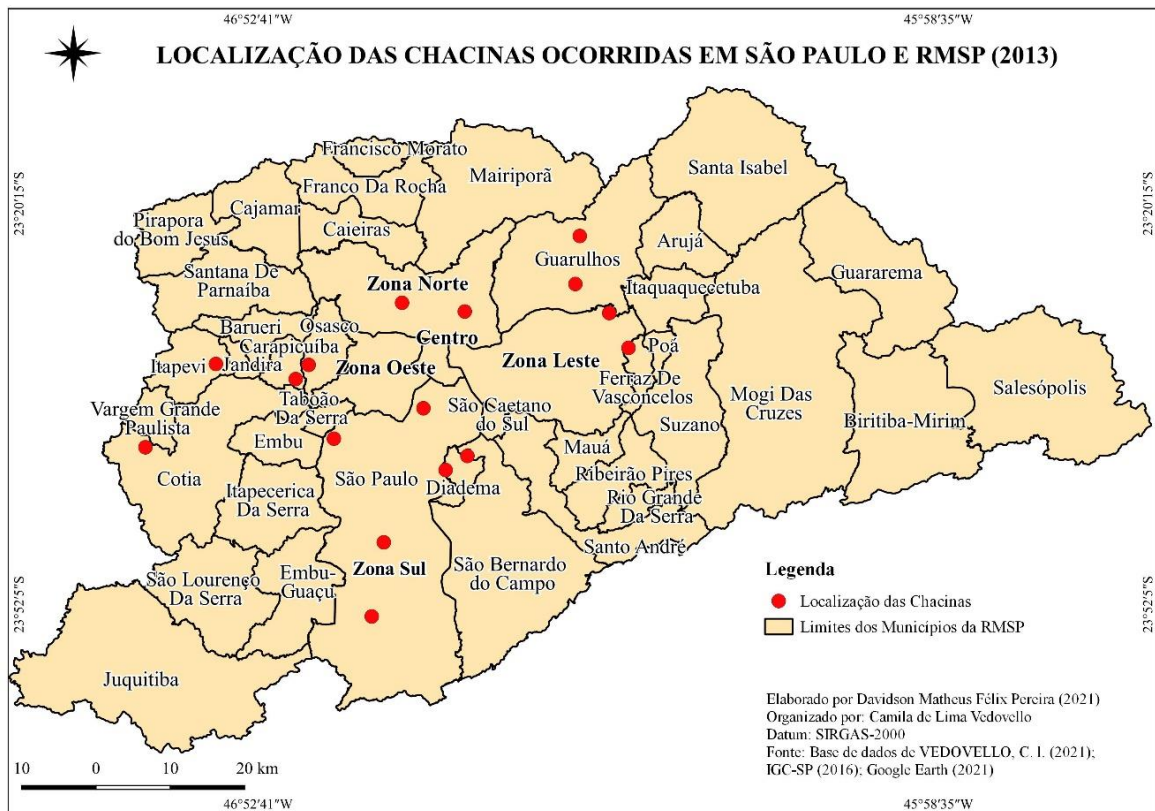 46°52'41"W
45°58'35"W
LOCALIZAÇÃO DAS CHACINAS OCORRIDAS EM SÃO PAULO E RMSP (2013)
23°20'15"S
23°20'15"S
Francisco Morato
Mairiporã
Santa Isabel
Franco Da Rocha
Cajamar
Pirapora
do Bom Jesus
Caieiras
Arujá
Guarulhos
Guararema
Santana De
Parnaíba
Zona Norte
Itaquaquecetuba
Barueri
Osasco
Centro
Carapicuíba
Poá
Itapevi
Jandira
Zona Oeste
Zona Leste
Ferraz De
Vasconcelos
Mogi Das
Cruzes
Salesópolis
Taboão
Da Serra
Vargem Grande
Paulista
São Caetano
do Sul
Suzano
Biritiba-Mirim
Embu
Mauá
Cotia
São Paulo
Diadema
Ribeirão Pires
Itapecerica
Da Serra
Rio Grande
Da Serra
Santo André
São Bernardo
do Campo
Zona Sul
São Lourenço
Da Serra
Embu-
Guaçu
Juquitiba
23°52'5"S
23°52'5"S
Legenda
Localização das Chacinas
Limites dos Municípios da RMSP
Elaborado por Davidson Matheus Félix Pereira (2021)
Organizado por: Camila de Lima Vedovello
Datum: SIRGAS-2000
Fonte: Base de dados de VEDOVELLO, C. l. (2021);
IGC-SP (2016); Google Earth (2021)
10 0 10 20 km
46°52'41"W
45°58'35"W